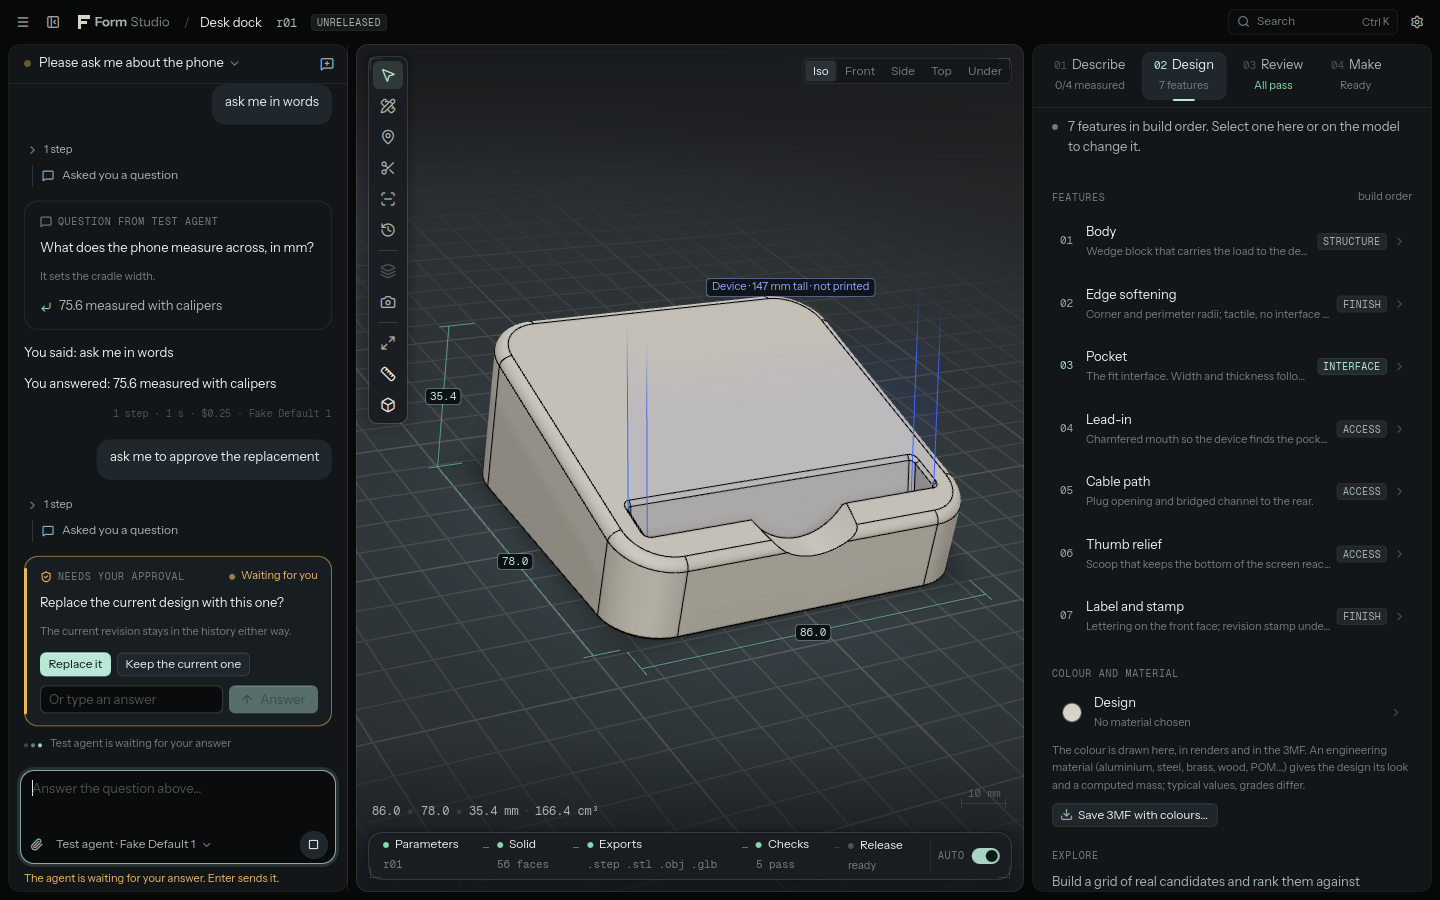 Form Studio / Desk dock r01 UNRELEASED
Search Ctrl K
Please ask me about the phone
ask me in words
1 step
Asked you a question
QUESTION FROM TEST AGENT
What does the phone measure across, in mm?
It sets the cradle width.
75.6 measured with calipers
You said: ask me in words
You answered: 75.6 measured with calipers
1 step · 1 s · $0.25 · Fake Default 1
ask me to approve the replacement
1 step
Asked you a question
NEEDS YOUR APPROVAL
Waiting for you
Replace the current design with this one?
The current revision stays in the history either way.
Replace it
Keep the current one
Or type an answer
Answer
Test agent is waiting for your answer
Answer the question above...
Test agent · Fake Default 1
The agent is waiting for your answer. Enter sends it.
Iso Front Side Top Under
Device · 147 mm tall · not printed
35.4
78.0
86.0
10 mm
86.0 × 78.0 × 35.4 mm · 166.4 cm³
Parameters
r01
Solid
56 faces
Exports
.step .stl .obj .glb
Checks
5 pass
Release
ready
AUTO
01 Describe
0/4 measured
02 Design
7 features
03 Review
All pass
04 Make
Ready
7 features in build order. Select one here or on the model
to change it.
FEATURES
build order
01 Body STRUCTURE
Wedge block that carries the load to the de...
02 Edge softening FINISH
Corner and perimeter radii; tactile, no interface ...
03 Pocket INTERFACE
The fit interface. Width and thickness follo...
04 Lead-in ACCESS
Chamfered mouth so the device finds the pock...
05 Cable path ACCESS
Plug opening and bridged channel to the rear.
06 Thumb relief ACCESS
Scoop that keeps the bottom of the screen reac...
07 Label and stamp FINISH
Lettering on the front face; revision stamp unde...
COLOUR AND MATERIAL
Design
No material chosen
The colour is drawn here, in renders and in the 3MF. An engineering
material (aluminium, steel, brass, wood, POM...) gives the design its look
and a computed mass; typical values, grades differ.
Save 3MF with colours...
EXPLORE
Build a grid of real candidates and rank them against